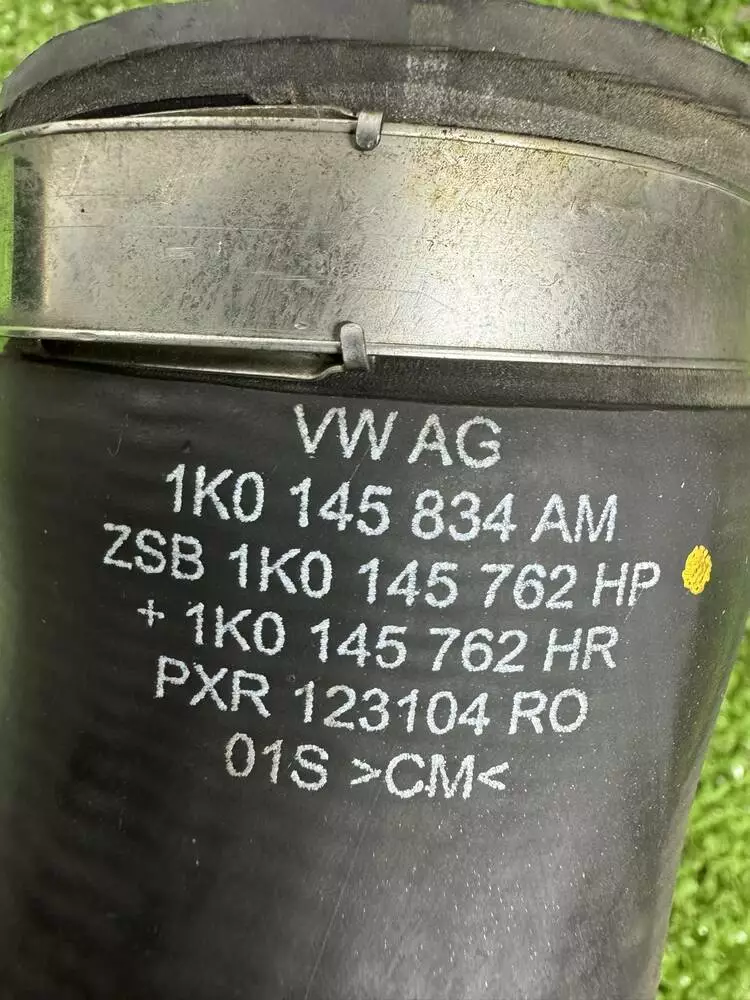 VW AG
1K0 145 834 AM
ZSB 1K0 145 762 HP
+ 1K0 145 762 HR
PXR 123104 RO
01S >CM<